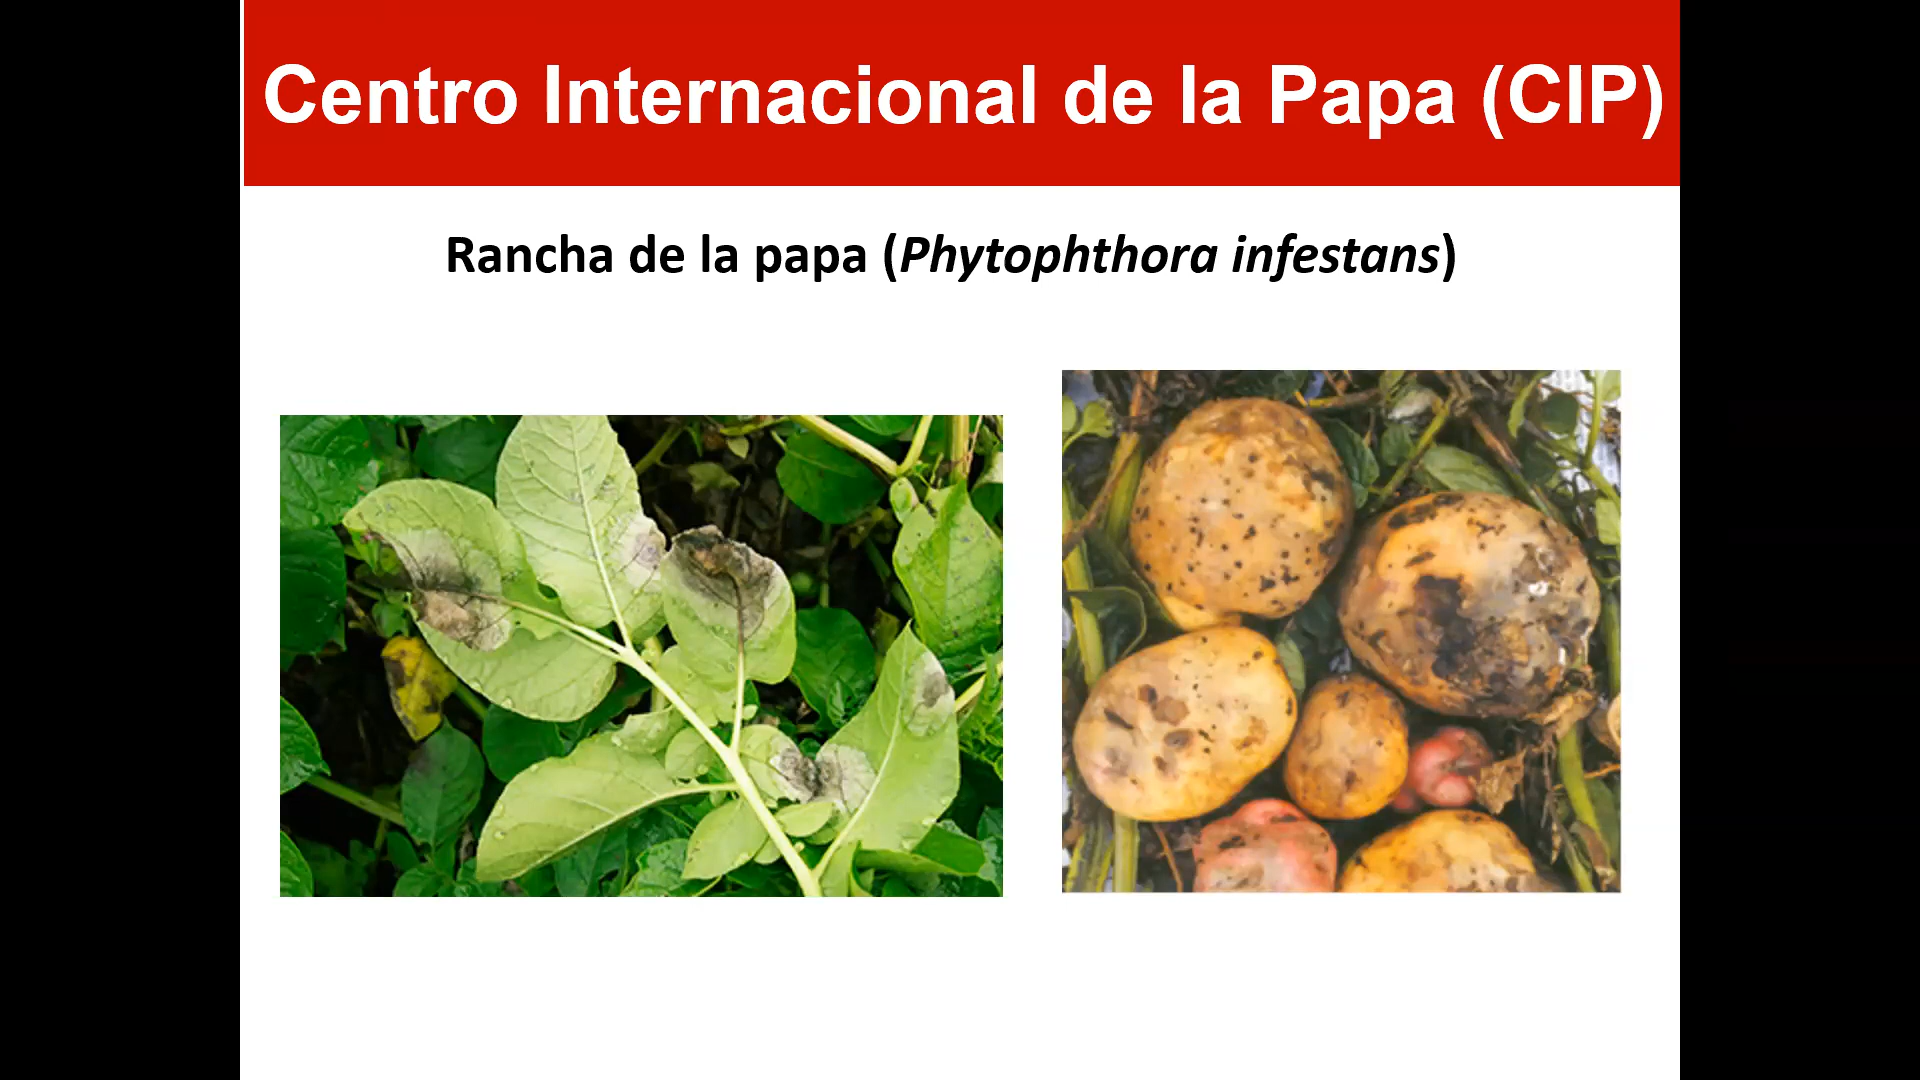 Centro Internacional de la Papa (CIP)
Rancha de la papa (Phytophthora infestans)